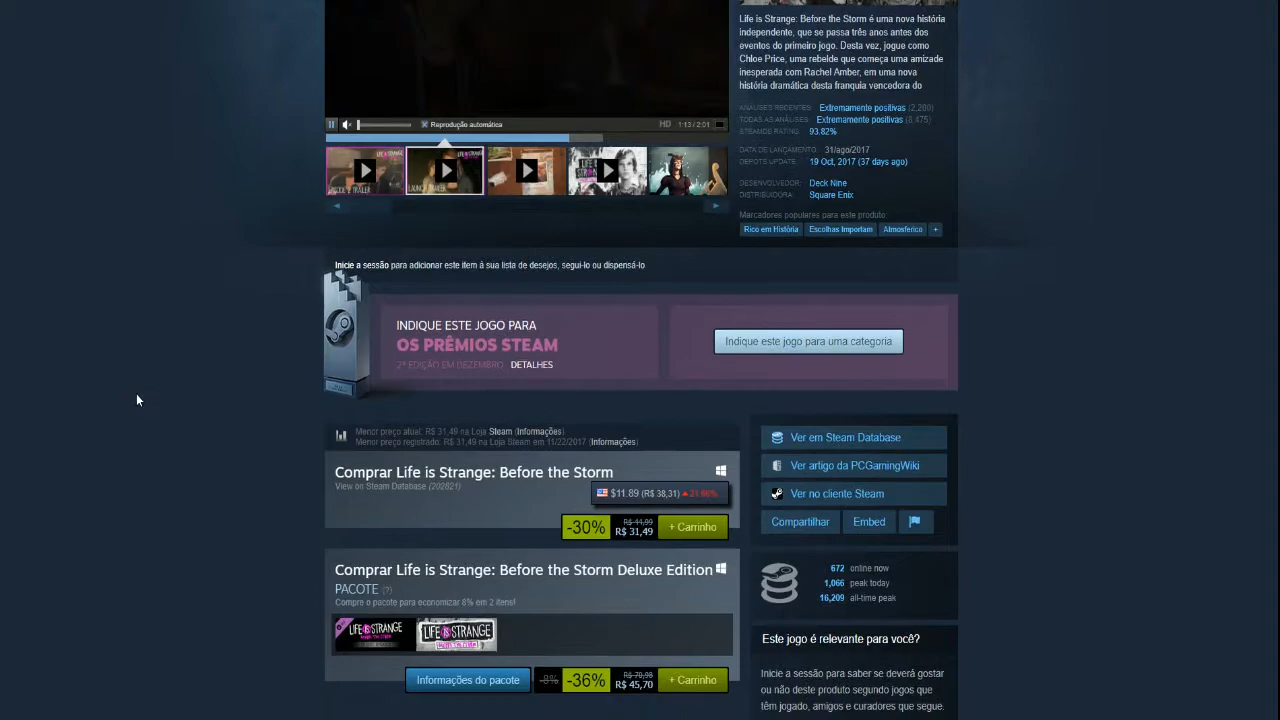 Life is Strange: Before the Storm é uma nova história
independente, que se passa três anos antes dos
eventos do primeiro jogo. Desta vez, jogue como
Chloe Price, uma rebelde que começa uma amizade
inesperada com Rachel Amber, em uma nova
história dramática desta franquia vencedora do
HD 1:13 / 2:01
Reprodução automática
ANÁLISES RECENTES: Extremamente positivas (2,200)
TODAS AS ANÁLISES: Extremamente positivas (8,475)
STEAMDB RATING: 93.82%
DATA DE LANÇAMENTO: 31/ago/2017
DEPOTS UPDATE: 19 Oct, 2017 (37 days ago)
DESENVOLVEDOR: Deck Nine
DISTRIBUIDORA: Square Enix
Marcadores populares para este produto:
Rico em História Escolhas Importam Atmosférico +
Inicie a sessão para adicionar este item à sua lista de desejos, segui-lo ou dispensá-lo
INDIQUE ESTE JOGO PARA
OS PRÊMIOS STEAM
2ª EDIÇÃO EM DEZEMBRO DETALHES
Indique este jogo para uma categoria
Menor preço atual: R$ 31,49 na Loja Steam (Informações)
Menor preço registrado: R$ 31,49 na Loja Steam em 11/22/2017 (Informações)
Comprar Life is Strange: Before the Storm
View on Steam Database (202821)
$11.89 (R$ 38,31)
-30% R$ 44,99
R$ 31,49
+ Carrinho
Comprar Life is Strange: Before the Storm Deluxe Edition
PACOTE (?)
Compre o pacote para economizar 8% em 2 itens!
LIFE IS STRANGE
LIFE IS STRANGE
Informações do pacote
-8% -36% R$ 70,98
R$ 45,70
+ Carrinho
Ver em Steam Database
Ver artigo da PCGamingWiki
Ver no cliente Steam
Compartilhar Embed
672 online now
1,066 peak today
16,209 all-time peak
Este jogo é relevante para você?
Inicie a sessão para saber se deverá gostar
ou não deste produto segundo jogos que
têm jogado, amigos e curadores que segue.